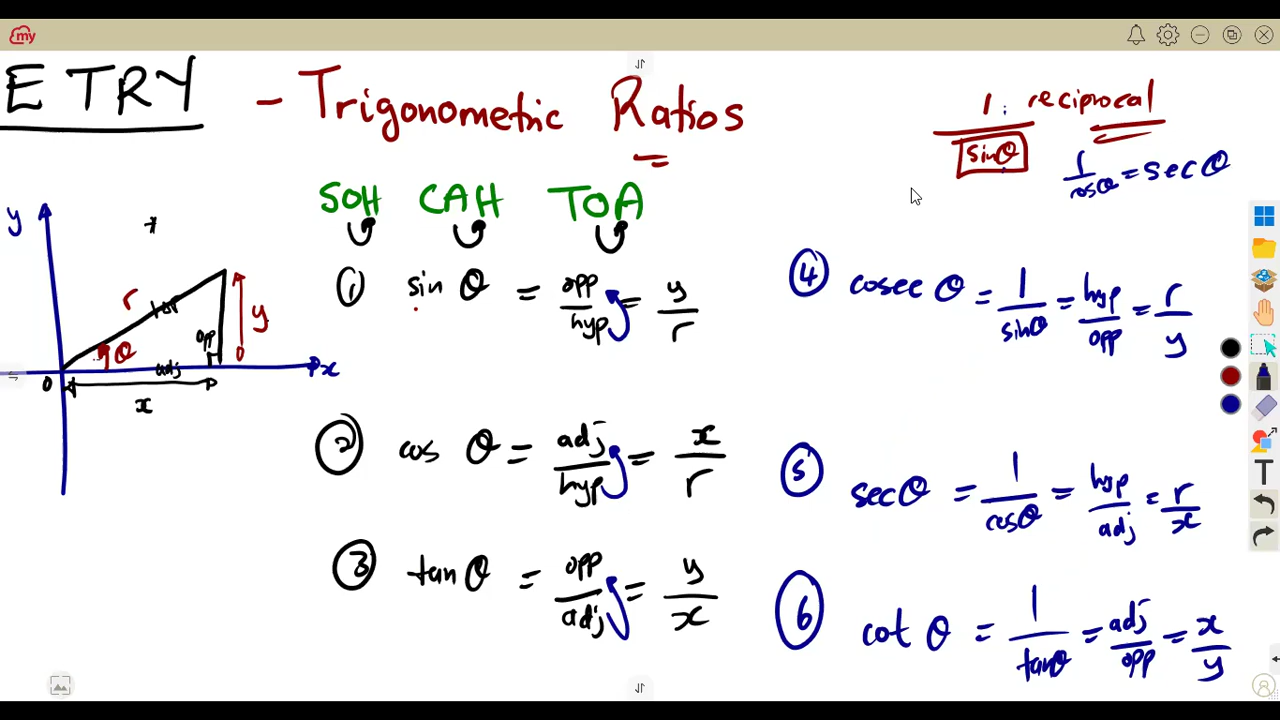 my
ETRY - Trigonometric Ratios
1 reciprocal
sinθ
1/cosθ = secθ
SOH CAH TOA
y
r
θ
opp
adj
y
0
x
0
x
① sin θ = opp/hyp = y/r
② cos θ = adj/hyp = x/r
③ tan θ = opp/adj = y/x
④ cosec θ = 1/sinθ = hyp/opp = r/y
⑤ secθ = 1/cosθ = hyp/adj = r/x
⑥ cot θ = 1/tanθ = adj/opp = x/y
T